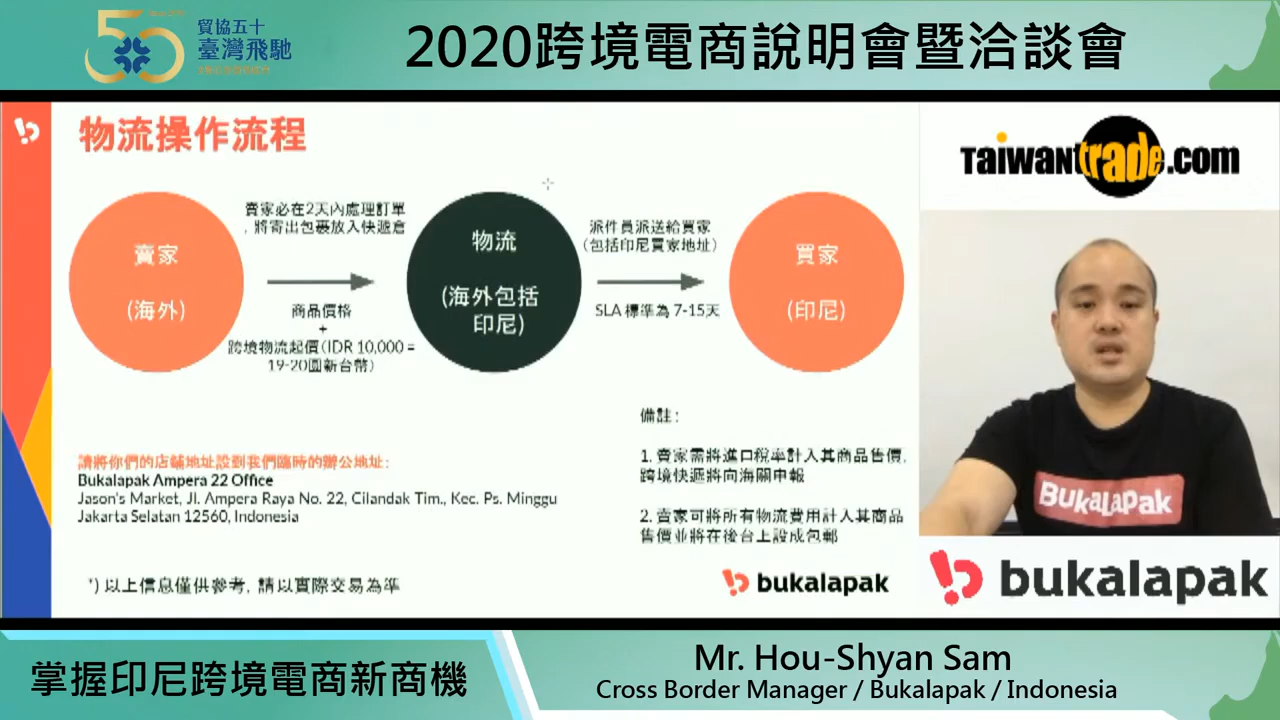 50
貿協五十
臺灣飛馳
2020跨境電商說明會暨洽談會
物流操作流程
賣家
(海外)
賣家必在2天內處理訂單
, 將寄出包裹放入快遞倉
商品價格
+
跨境物流起價(IDR 10,000 =
19-20圓新台幣)
物流
(海外包括
印尼)
派件員派送給買家
(包括印尼買家地址)
SLA 標準為 7-15天
買家
(印尼)
請將你們的店鋪地址設到我們臨時的辦公地址:
Bukalapak Ampera 22 Office
Jason's Market, Jl. Ampera Raya No. 22, Cilandak Tim., Kec. Ps. Minggu
Jakarta Selatan 12560, Indonesia
*) 以上信息僅供參考, 請以實際交易為準
備註:
1. 賣家需將進口稅率計入其商品售價,
跨境快遞將向海關申報
2. 賣家可將所有物流費用計入其商品
售價並將在後台上設成包郵
bukalapak
Taiwantrade.com
BukaLapak
bukalapak
掌握印尼跨境電商新商機
Mr. Hou-Shyan Sam
Cross Border Manager / Bukalapak / Indonesia